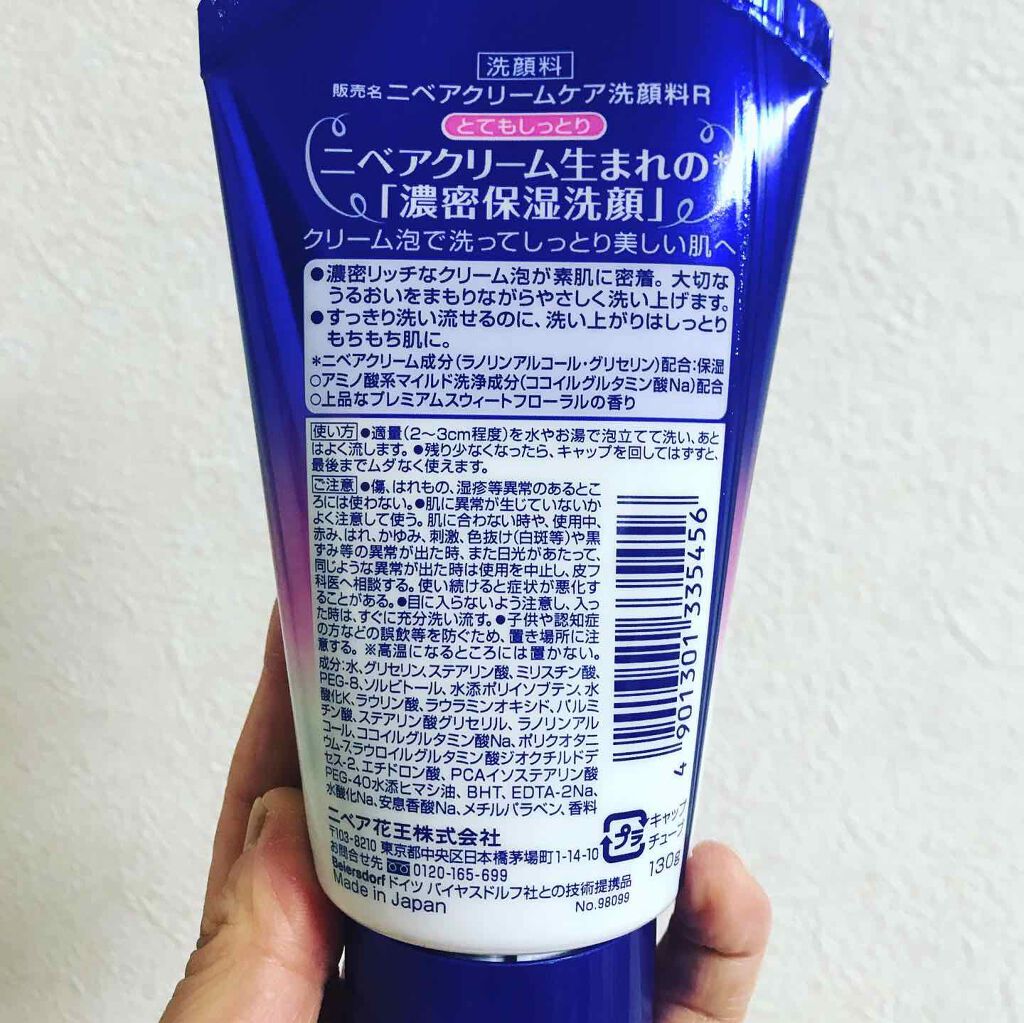 洗顔料
販売名 ニベアクリームケア洗顔料R
とてもしっとり
ニベアクリーム生まれの*
「濃密保湿洗顔」
クリーム泡で洗ってしっとり美しい肌へ
●濃密リッチなクリーム泡が素肌に密着。大切な
うるおいをまもりながらやさしく洗い上げます。
●すっきり洗い流せるのに、洗い上がりはしっとり
もちもち肌に。
*ニベアクリーム成分(ラノリンアルコール・グリセリン)配合:保湿
○アミノ酸系マイルド洗浄成分(ココイルグルタミン酸Na)配合
○上品なプレミアムスウィートフローラルの香り
使い方 ●適量(2〜3cm程度)を水やお湯で泡立てて洗い、あと
はよく流します。●残り少なくなったら、キャップを回してはずすと、
最後までムダなく使えます。
ご注意 ●傷、はれもの、湿疹等異常のあるとこ
ろには使わない。●肌に異常が生じていないか
よく注意して使う。肌に合わない時や、使用中、
赤み、はれ、かゆみ、刺激、色抜け(白斑等)や黒
ずみ等の異常が出た時、また日光があたって、
同じような異常が出た時は使用を中止し、皮フ
科医へ相談する。使い続けると症状が悪化す
ることがある。●目に入らないよう注意し、入っ
た時は、すぐに充分洗い流す。●子供や認知症
の方などの誤飲等を防ぐため、置き場所に注
意する。※高温になるところには置かない。
成分:水、グリセリン、ステアリン酸、ミリスチン酸、
PEG-8、ソルビトール、水添ポリイソブテン、水
酸化K、ラウリン酸、ラウラミンオキシド、パルミ
チン酸、ステアリン酸グリセリル、ラノリンアル
コール、ココイルグルタミン酸Na、ポリクオタニ
ウム-7、ラウロイルグルタミン酸ジオクチルドデ
セス-2、エチドロン酸、PCAイソステアリン酸
PEG-40水添ヒマシ油、BHT、EDTA-2Na、
水酸化Na、安息香酸Na、メチルパラベン、香料
4 901301 335456
ニベア花王株式会社
〒103-8210 東京都中央区日本橋茅場町1-14-10
お問合せ先 0120-165-699
Beiersdorf ドイツ バイヤスドルフ社との技術提携品
Made in Japan
No.98099
プラ
キャップ
チューブ
130g